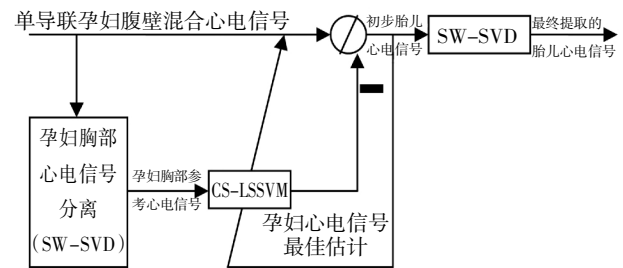 单导联孕妇腹壁混合心电信号
初步胎儿
心电信号
SW-SVD
最终提取的
胎儿心电信号
孕妇胸部
心电信号
分离
(SW-SVD)
孕妇胸部参
考心电信号
CS-LSSVM
孕妇心电信号
最佳估计